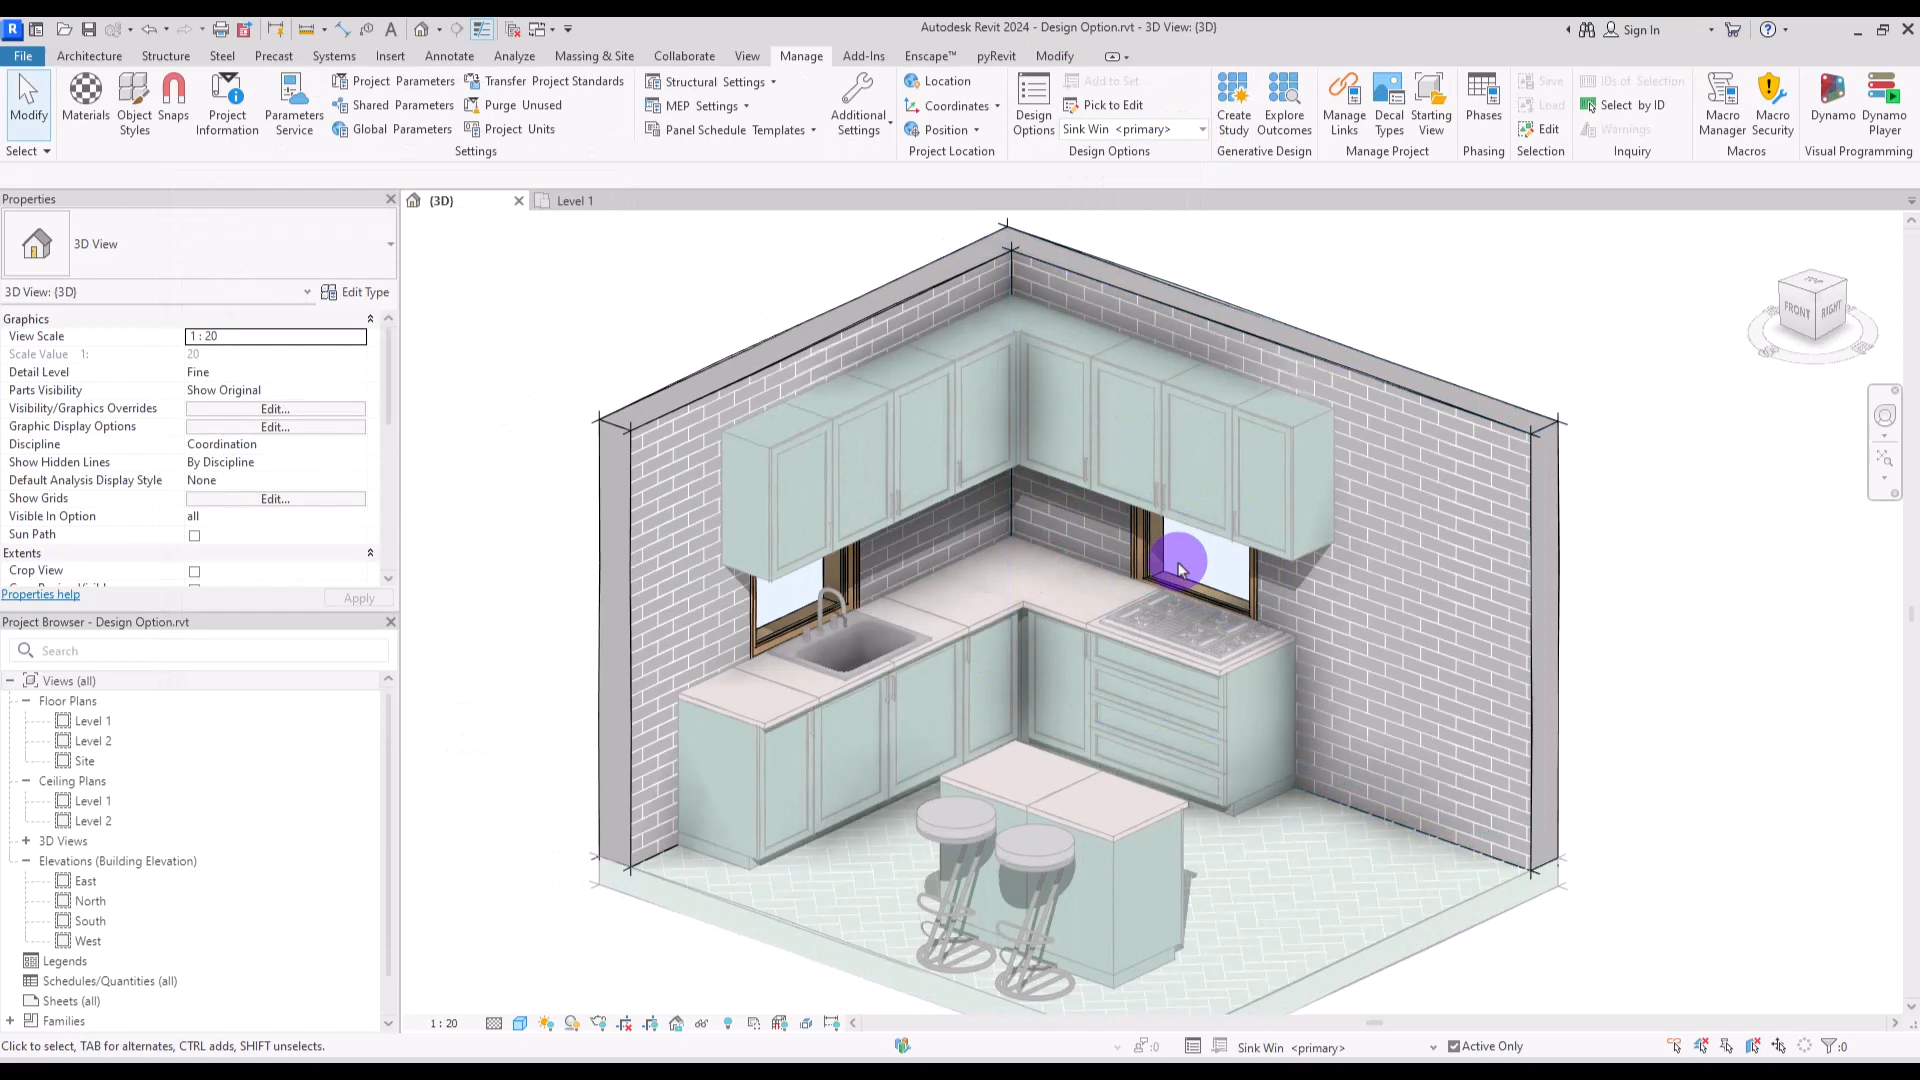 Autodesk Revit 2024 - Design Option.rvt - 3D View: {3D}
Sign In
File Architecture Structure Steel Precast Systems Insert Annotate Analyze Massing & Site Collaborate View Manage Add-Ins Enscape™ pyRevit Modify
Modify
Select
Materials
Object Styles
Snaps
Project Information
Parameters Service
Project Parameters
Shared Parameters
Global Parameters
Transfer Project Standards
Purge Unused
Project Units
Settings
Structural Settings
MEP Settings
Panel Schedule Templates
Additional Settings
Location
Coordinates
Position
Project Location
Design Options
Add to Set
Pick to Edit
Sink Win <primary>
Design Options
Create Study
Explore Outcomes
Generative Design
Manage Links
Decal Types
Starting View
Manage Project
Phases
Phasing
Save
Load
Edit
Selection
IDs of Selection
Select by ID
Warnings
Inquiry
Macro Manager
Macro Security
Macros
Dynamo
Dynamo Player
Visual Programming
Properties
3D View
3D View: {3D}
Edit Type
Graphics
View Scale 1 : 20
Scale Value 1: 20
Detail Level Fine
Parts Visibility Show Original
Visibility/Graphics Overrides Edit...
Graphic Display Options Edit...
Discipline Coordination
Show Hidden Lines By Discipline
Default Analysis Display Style None
Show Grids Edit...
Visible In Option all
Sun Path
Extents
Crop View
Properties help
Apply
Project Browser - Design Option.rvt
Search
Views (all)
Floor Plans
Level 1
Level 2
Site
Ceiling Plans
Level 1
Level 2
3D Views
Elevations (Building Elevation)
East
North
South
West
Legends
Schedules/Quantities (all)
Sheets (all)
Families
{3D}
Level 1
TOP
FRONT
RIGHT
1 : 20
Click to select, TAB for alternates, CTRL adds, SHIFT unselects.
:0
Sink Win <primary>
Active Only
:0